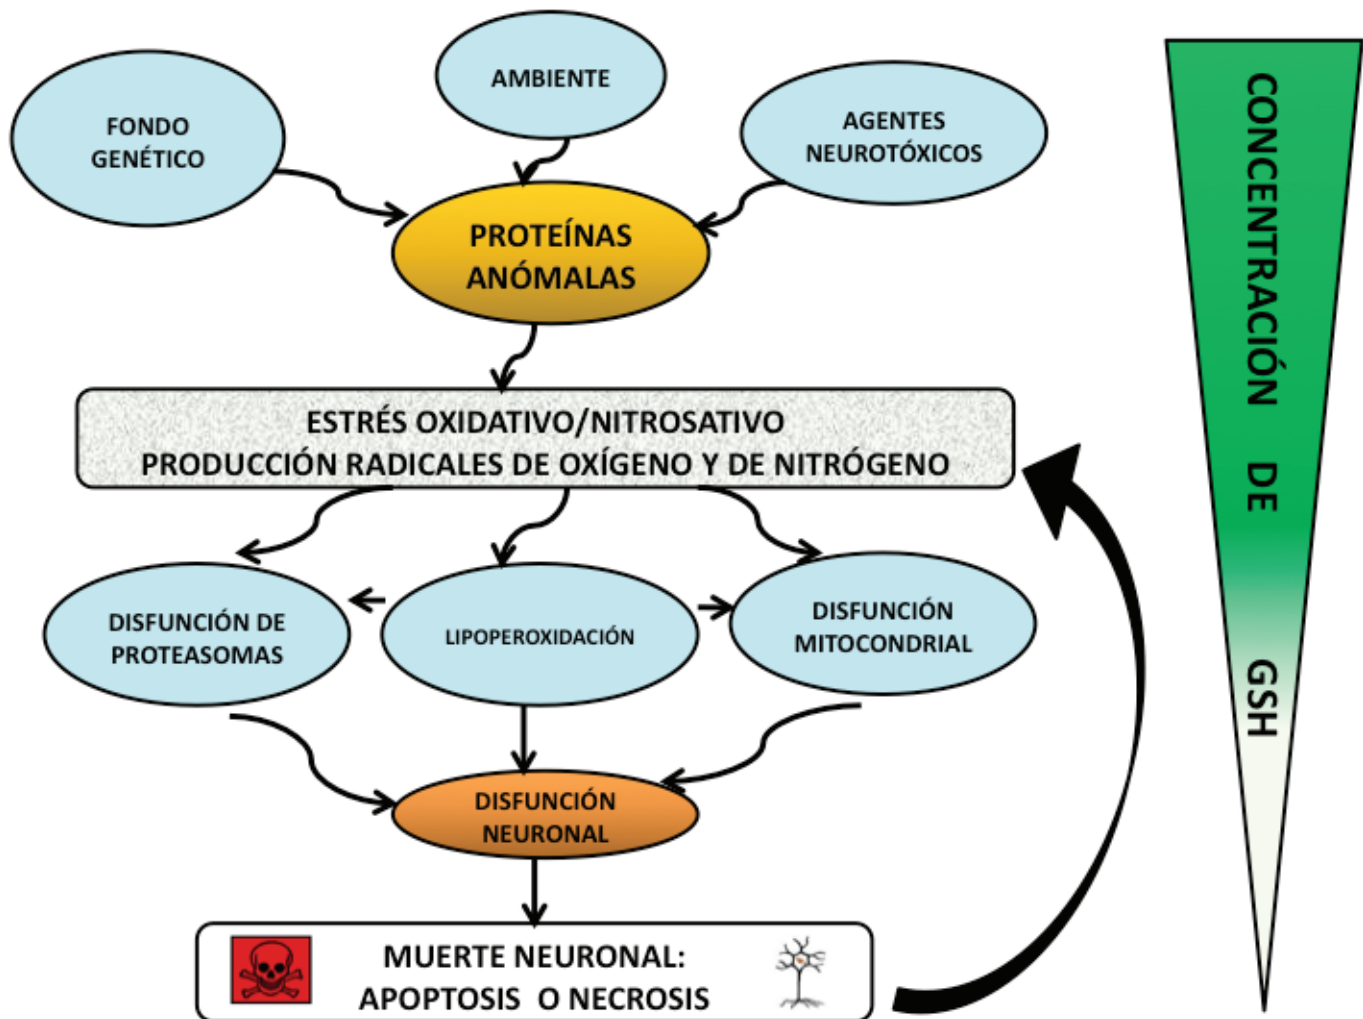 FONDO
GENÉTICO
AMBIENTE
AGENTES
NEUROTÓXICOS
PROTEÍNAS
ANÓMALAS
ESTRÉS OXIDATIVO/NITROSATIVO
PRODUCCIÓN RADICALES DE OXÍGENO Y DE NITRÓGENO
DISFUNCIÓN DE
PROTEASOMAS
LIPOPEROXIDACIÓN
DISFUNCIÓN
MITOCONDRIAL
DISFUNCIÓN
NEURONAL
MUERTE NEURONAL:
APOPTOSIS O NECROSIS
CONCENTRACIÓN DE GSH